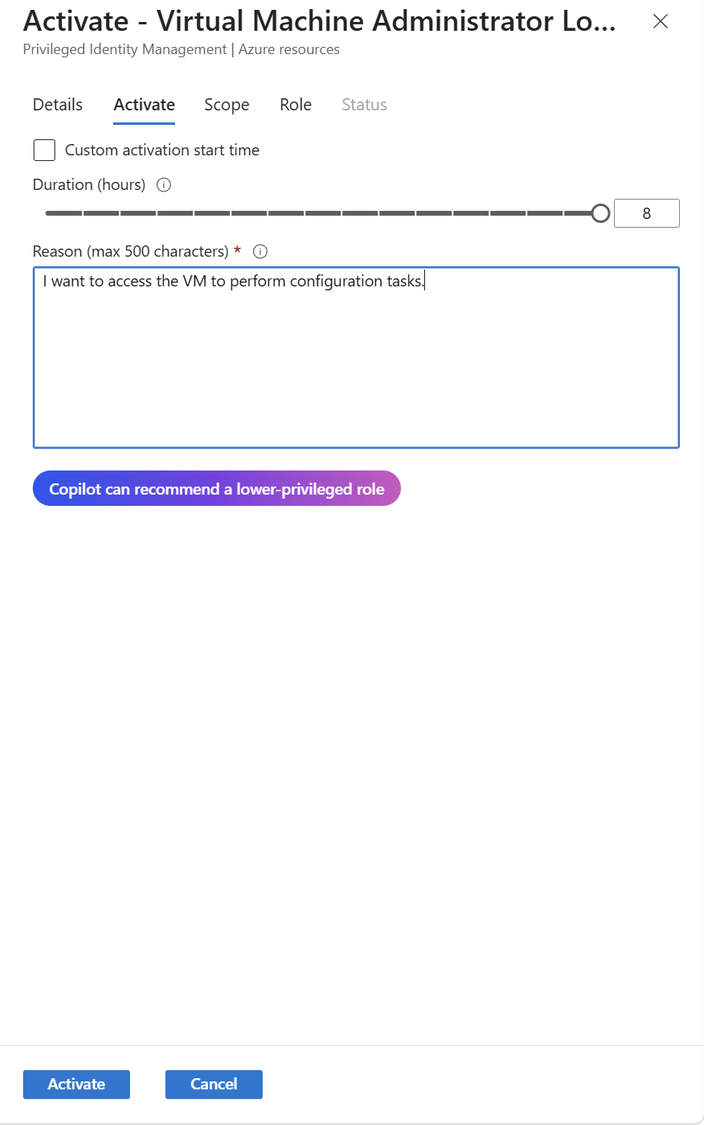 Activate - Virtual Machine Administrator Lo...
Privileged Identity Management | Azure resources
Details Activate Scope Role Status
Custom activation start time
Duration (hours)
8
Reason (max 500 characters) *
I want to access the VM to perform configuration tasks.
Copilot can recommend a lower-privileged role
Activate Cancel